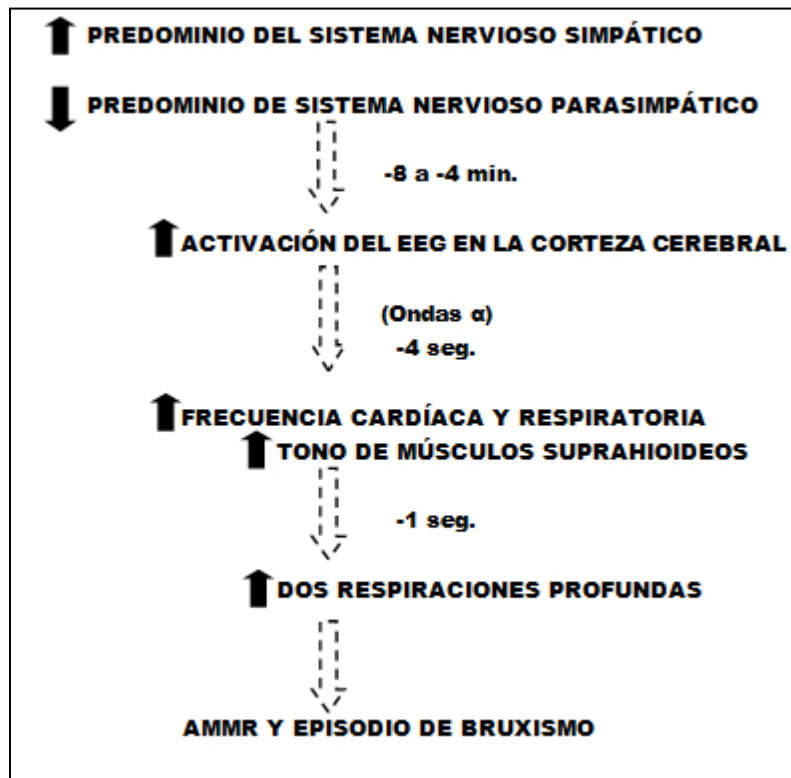 PREDOMINIO DEL SISTEMA NERVIOSO SIMPÁTICO
PREDOMINIO DE SISTEMA NERVIOSO PARASIMPÁTICO
-8 a -4 min.
ACTIVACIÓN DEL EEG EN LA CORTEZA CEREBRAL
(Ondas α)
-4 seg.
FRECUENCIA CARDÍACA Y RESPIRATORIA
TONO DE MÚSCULOS SUPRAHIOIDEOS
-1 seg.
DOS RESPIRACIONES PROFUNDAS
AMMR Y EPISODIO DE BRUXISMO